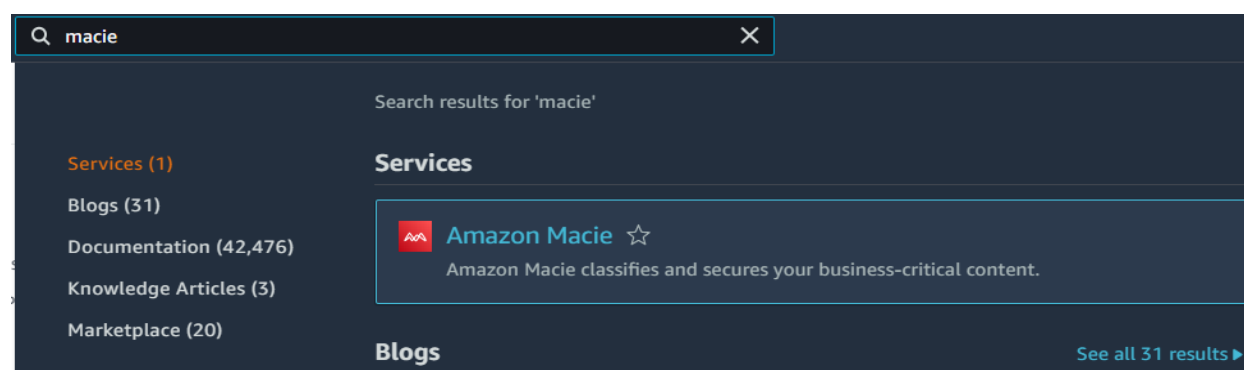 macie
Search results for 'macie'
Services (1)
Blogs (31)
Documentation (42,476)
Knowledge Articles (3)
Marketplace (20)
Services
Amazon Macie
Amazon Macie classifies and secures your business-critical content.
Blogs
See all 31 results